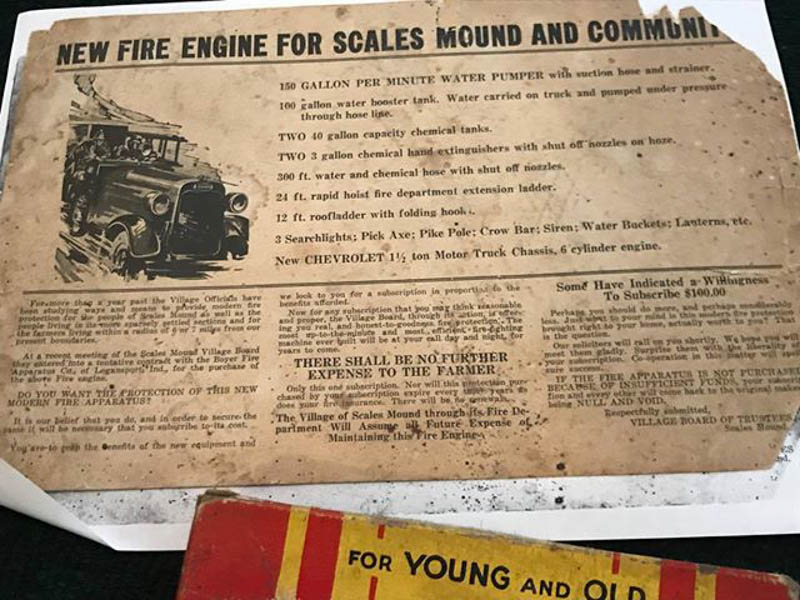 NEW FIRE ENGINE FOR SCALES MOUND AND COMMUNIT
150 GALLON PER MINUTE WATER PUMPER with suction hose and strainer.
100 gallon water booster tank. Water carried on truck and pumped under pressure
through hose line.
TWO 40 gallon capacity chemical tanks.
TWO 3 gallon chemical hand extinguishers with shut off nozzles on hoze.
300 ft. water and chemical hose with shut off nozzles.
24 ft. rapid hoist fire department extension ladder.
12 ft. roofladder with folding hooks.
3 Searchlights; Pick Axe; Pike Pole; Crow Bar; Siren; Water Buckets; Lanterns, etc.
New CHEVROLET 1½ ton Motor Truck Chassis, 6 cylinder engine.
For more than a year past the Village Officials have
been studying ways and means to provide modern fire
protection for the people of Scales Mound as well as the
people living in its more sparsely settled sections and for
the farmers living within a radius of 6 or 7 miles from our
present boundaries.
At a recent meeting of the Scales Mound Village Board
they entered into a tentative contract with the Boyer Fire
Apparatus Co., of Logansport, Ind., for the purchase of
the above Fire engine.
DO YOU WANT THE PROTECTION OF THIS NEW
MODERN FIRE APPARATUS?
It is our belief that you do, and in order to secure the
same it will be necessary that you subscribe to its cost.
You are to reap the benefits of the new equipment and
we look to you for a subscription in proportion to the
benefits afforded.
Now for any subscription that you may think reasonable
and proper, the Village Board, through its action, is offer-
ing you real, and honest-to-goodness, fire protection. The
most up-to-the-minute and most efficient fire fighting
machine ever built will be at your call day and night, for
years to come.
THERE SHALL BE NO FURTHER
EXPENSE TO THE FARMER
Only this one subscription. Nor will this protection pur-
chased by your subscription expire every three years as
does your fire insurance. There will be no renewals.
The Village of Scales Mound through its Fire De-
partment Will Assume all Future Expense of
Maintaining this Fire Engine
Some Have Indicated a Willingness
To Subscribe $100.00
Perhaps you should do more, and perhaps considerably
less. Just what to your mind is this modern fire protection
brought right to your home, actually worth to you? That
is the question.
Our solicitors will call on you shortly. We hope you will
meet them gladly. Surprise them with the liberality of
your subscription. Co-operation in this matter will spell
sure success.
IF THE FIRE APPARATUS IS NOT PURCHASED
BECAUSE OF INSUFFICIENT FUNDS, your subscrip-
tion and every other will come back to the original maker
being NULL AND VOID.
Respectfully submitted,
VILLAGE BOARD OF TRUSTEES
Scales Mound,
FOR YOUNG AND OLD